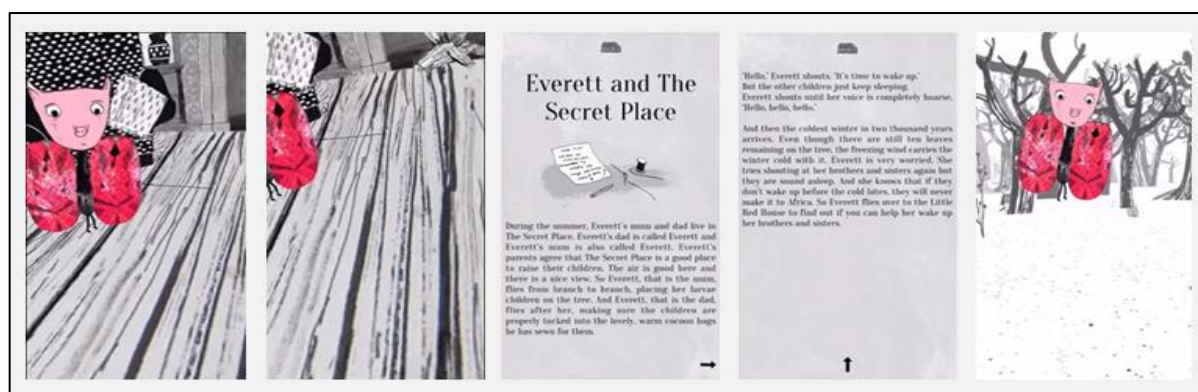 Everett and The
Secret Place
During the summer, Everett's mum and dad live in
The Secret Place. Everett's dad is called Everett and
Everett's mum is also called Everett. Everett's
parents agree that The Secret Place is a good place
to raise their children. The air is good here and
there is a nice view. So Everett, that is the mum,
flies from branch to branch, placing her larvae
children on the tree. And Everett, that is the dad,
flies after her, making sure the children are
properly tucked into the lovely, warm cocoon bags
he has sewn for them.
'Hello.' Everett shouts. 'It's time to wake up.'
But the other children just keep sleeping.
Everett shouts until her voice is completely hoarse.
'Hello, hello, hello.'
And then the coldest winter in two thousand years
arrives. Even though there are still ten leaves
remaining on the tree, the freezing wind carries the
winter cold with it. Everett is very worried. She
tries shouting at her brothers and sisters again but
they are sound asleep. And she knows that if they
don't wake up before the cold bites, they will never
make it to Africa. So Everett flies over to the Little
Red House to find out if you can help her wake up
her brothers and sisters.